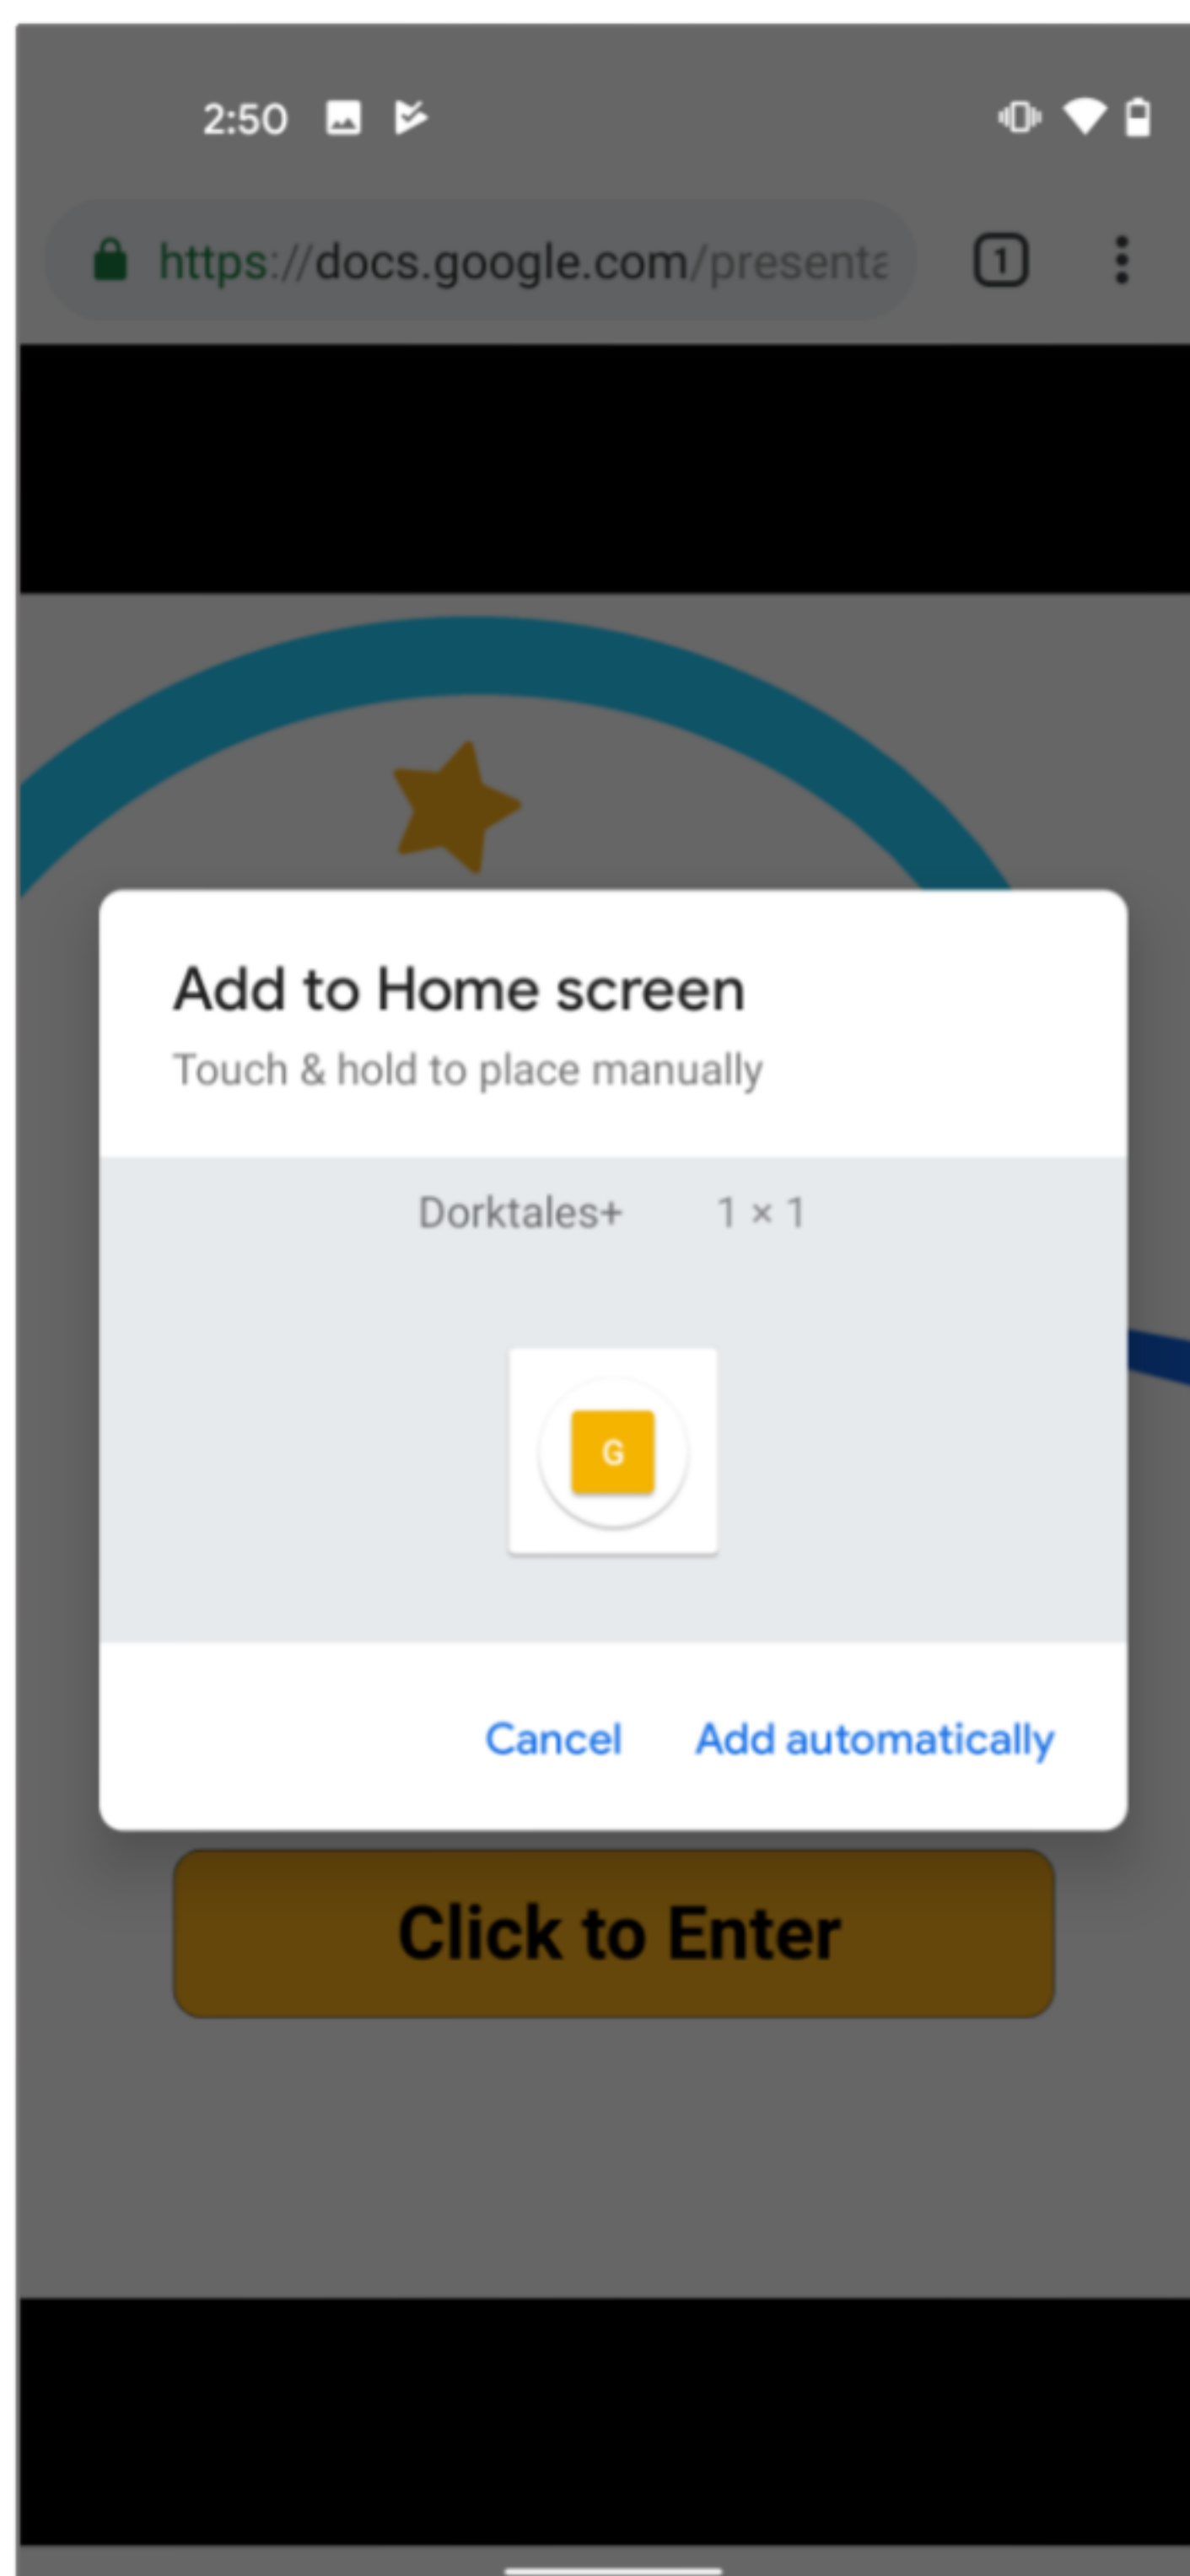 2:50
https://docs.google.com/presenta
1
Add to Home screen
Touch & hold to place manually
Dorktales+ 1 × 1
G
Cancel Add automatically
Click to Enter